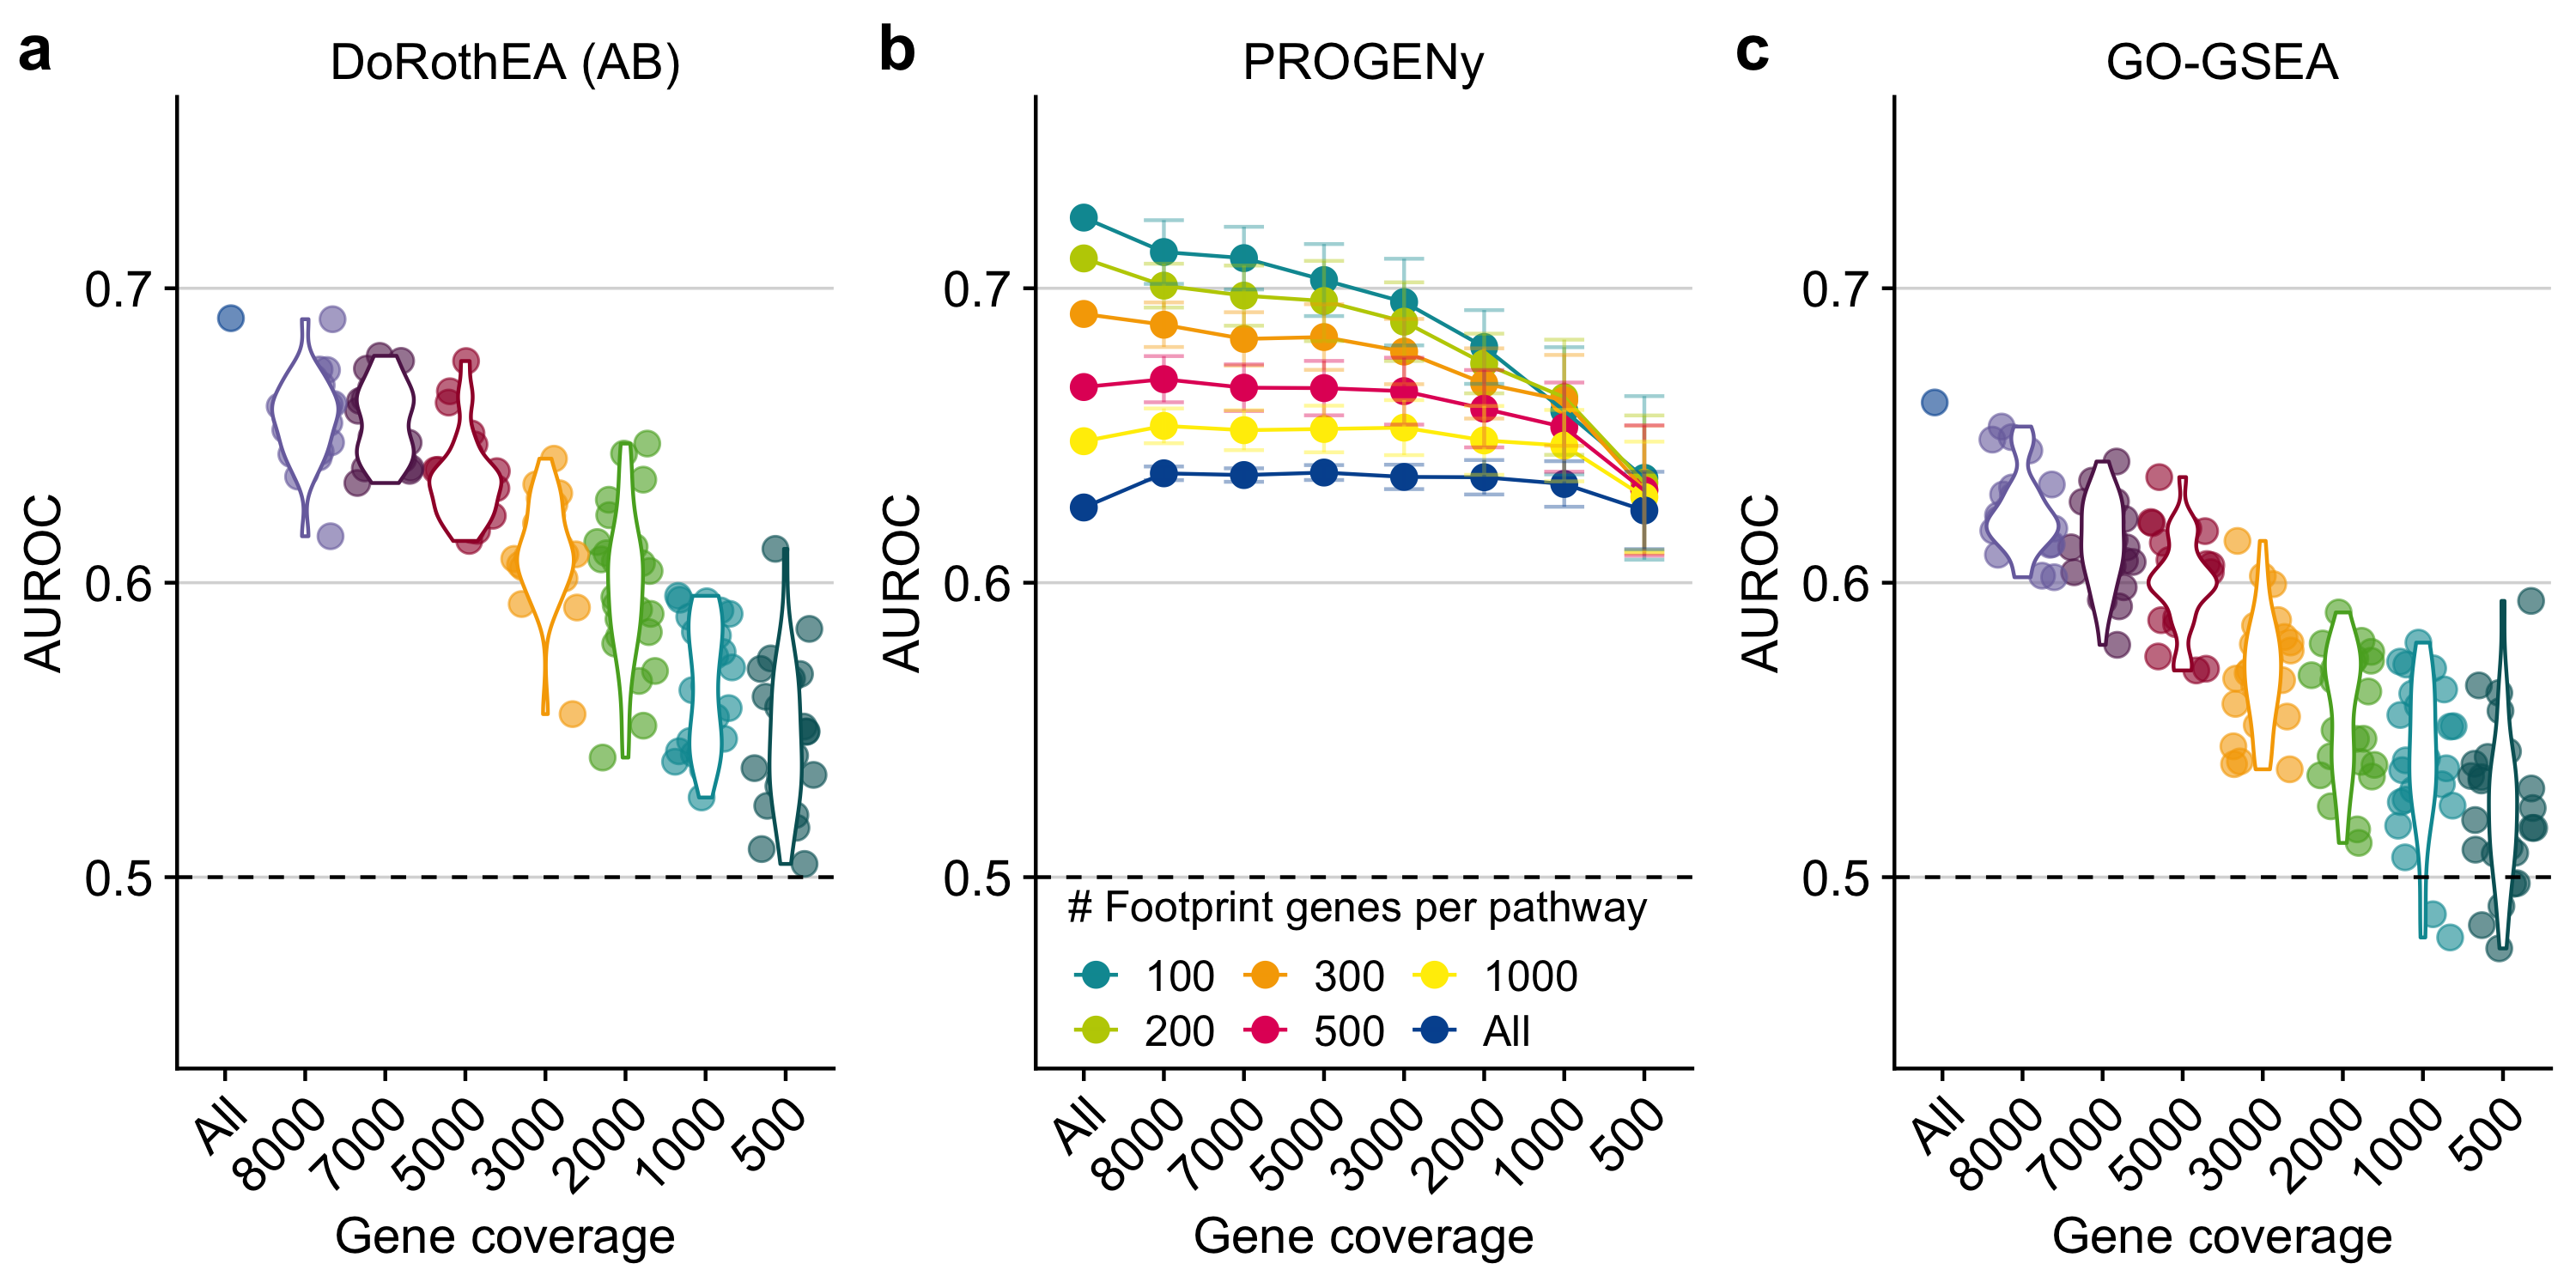 a
DoRothEA (AB)
AUROC
0.7
0.6
0.5
All
8000
7000
5000
3000
2000
1000
500
Gene coverage
b
PROGENy
AUROC
0.7
0.6
0.5
# Footprint genes per pathway
100 300 1000
200 500 All
All
8000
7000
5000
3000
2000
1000
500
Gene coverage
c
GO-GSEA
AUROC
0.7
0.6
0.5
All
8000
7000
5000
3000
2000
1000
500
Gene coverage